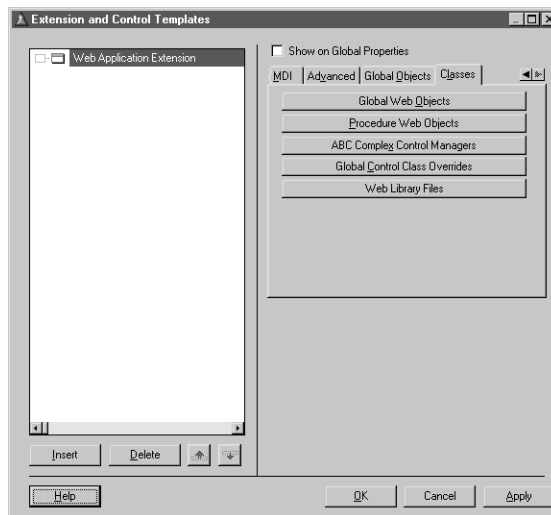 Extension and Control Templates
Web Application Extension
Show on Global Properties
MDI Advanced Global Objects Classes
Global Web Objects
Procedure Web Objects
ABC Complex Control Managers
Global Control Class Overrides
Web Library Files
Insert Delete
Help OK Cancel Apply